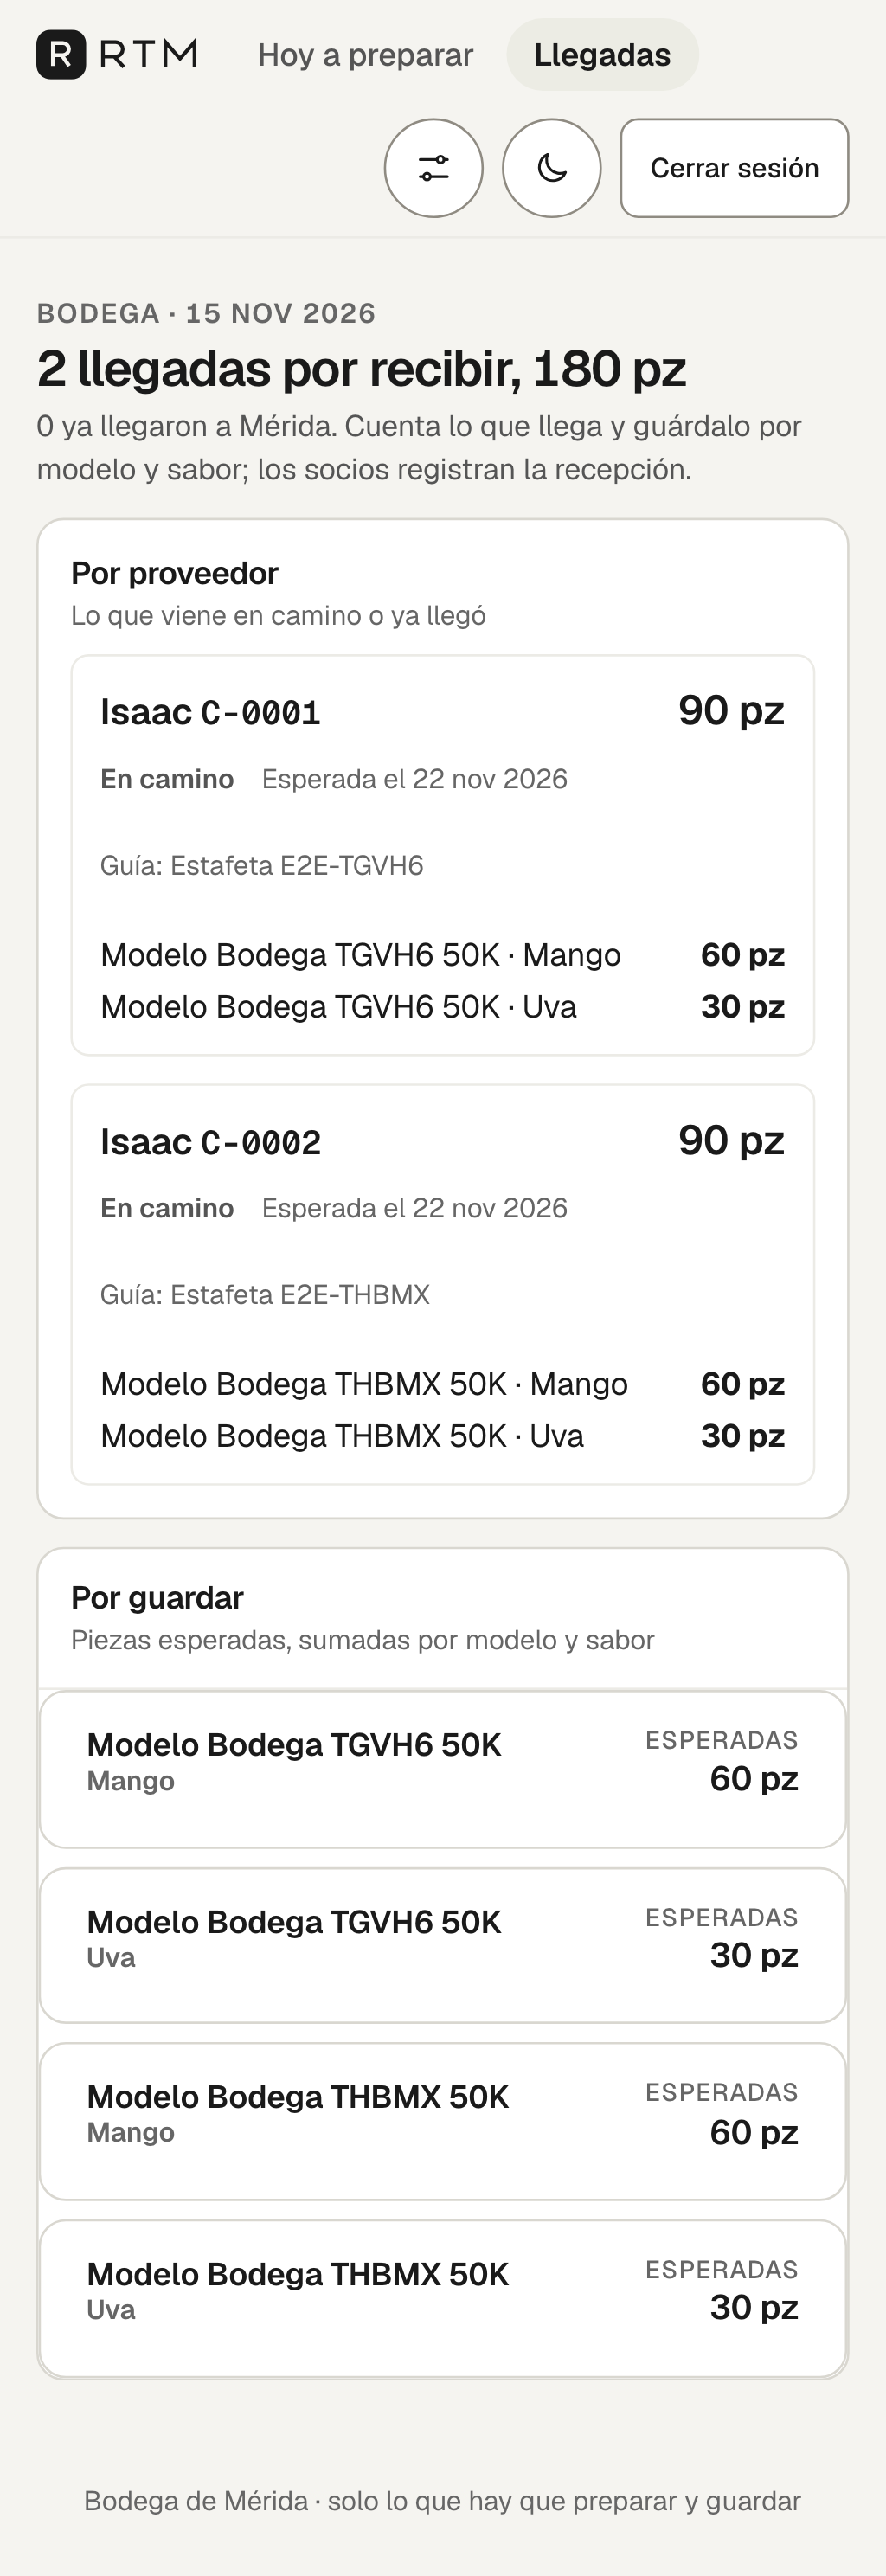 R RTM
Hoy a preparar
Llegadas
Cerrar sesión
BODEGA · 15 NOV 2026
2 llegadas por recibir, 180 pz
0 ya llegaron a Mérida. Cuenta lo que llega y guárdalo por
modelo y sabor; los socios registran la recepción.
Por proveedor
Lo que viene en camino o ya llegó
Isaac C-0001 90 pz
En camino Esperada el 22 nov 2026
Guía: Estafeta E2E-TGVH6
Modelo Bodega TGVH6 50K · Mango 60 pz
Modelo Bodega TGVH6 50K · Uva 30 pz
Isaac C-0002 90 pz
En camino Esperada el 22 nov 2026
Guía: Estafeta E2E-THBMX
Modelo Bodega THBMX 50K · Mango 60 pz
Modelo Bodega THBMX 50K · Uva 30 pz
Por guardar
Piezas esperadas, sumadas por modelo y sabor
Modelo Bodega TGVH6 50K ESPERADAS
Mango 60 pz
Modelo Bodega TGVH6 50K ESPERADAS
Uva 30 pz
Modelo Bodega THBMX 50K ESPERADAS
Mango 60 pz
Modelo Bodega THBMX 50K ESPERADAS
Uva 30 pz
Bodega de Mérida · solo lo que hay que preparar y guardar